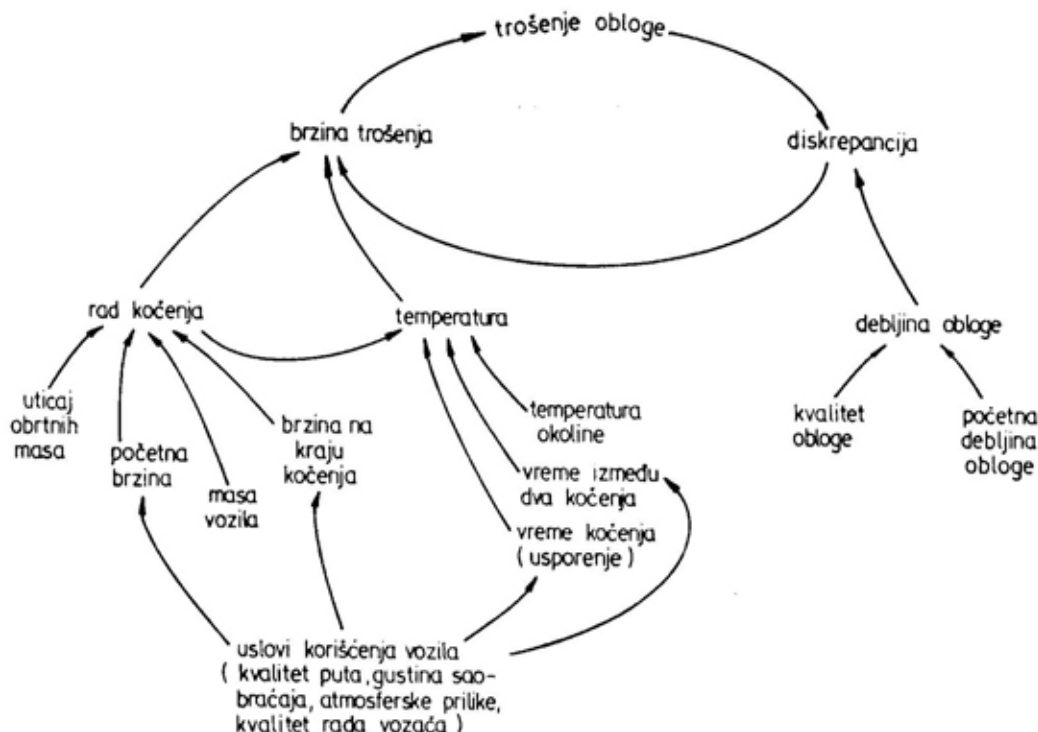 trošenje obloge
brzina trošenja
diskrepancija
rad kočenja
temperatura
debljina obloge
uticaj
obrtnih
masa
početna
brzina
masa
vozila
brzina na
kraju
kočenja
temperatura
okoline
vreme između
dva kočenja
vreme kočenja
(usporenje)
kvalitet
obloge
početna
debljina
obloge
uslovi korišćenja vozila
(kvalitet puta, gustina sao-
braćaja, atmosferske prilike,
kvalitet rada vozača)